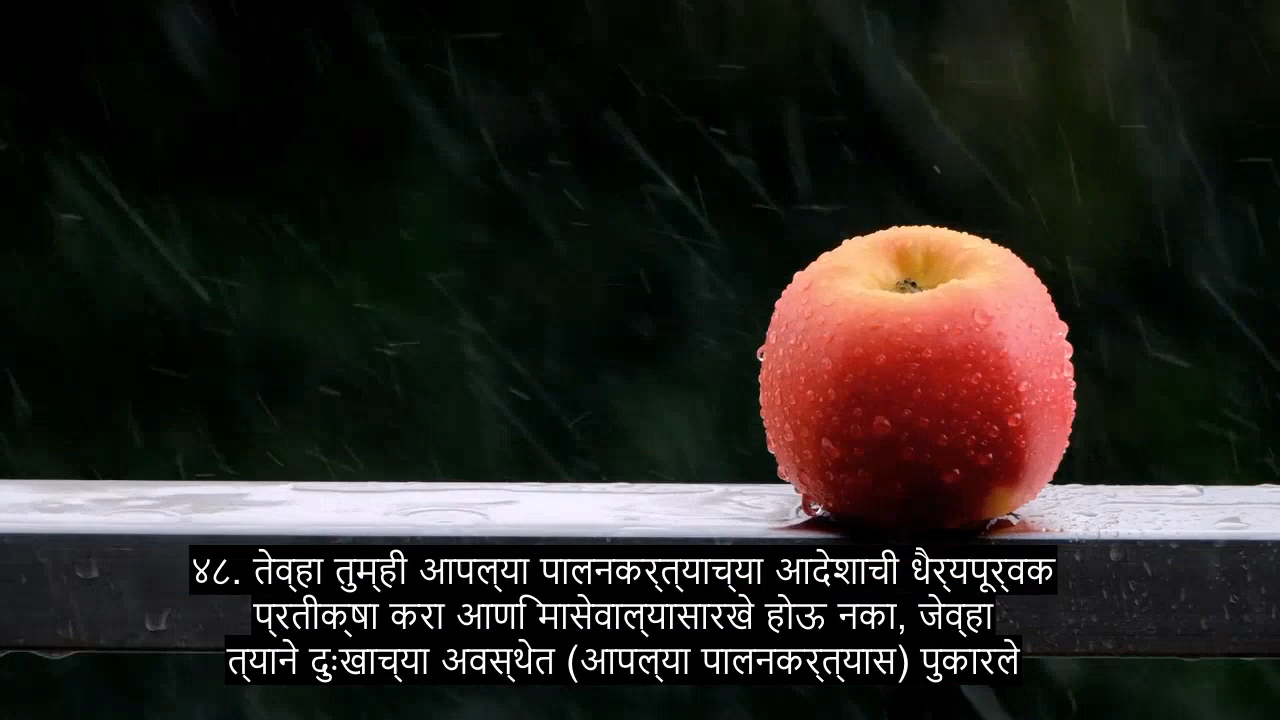 ४८. तेव्हा तुम्ही आपल्या पालनकर्त्याच्या आदेशाची धैर्यपूर्वक
प्रतीक्षा करा आणि मासेवाल्यासारखे होऊ नका, जेव्हा
त्याने दुःखाच्या अवस्थेत (आपल्या पालनकर्त्यास) पुकारले